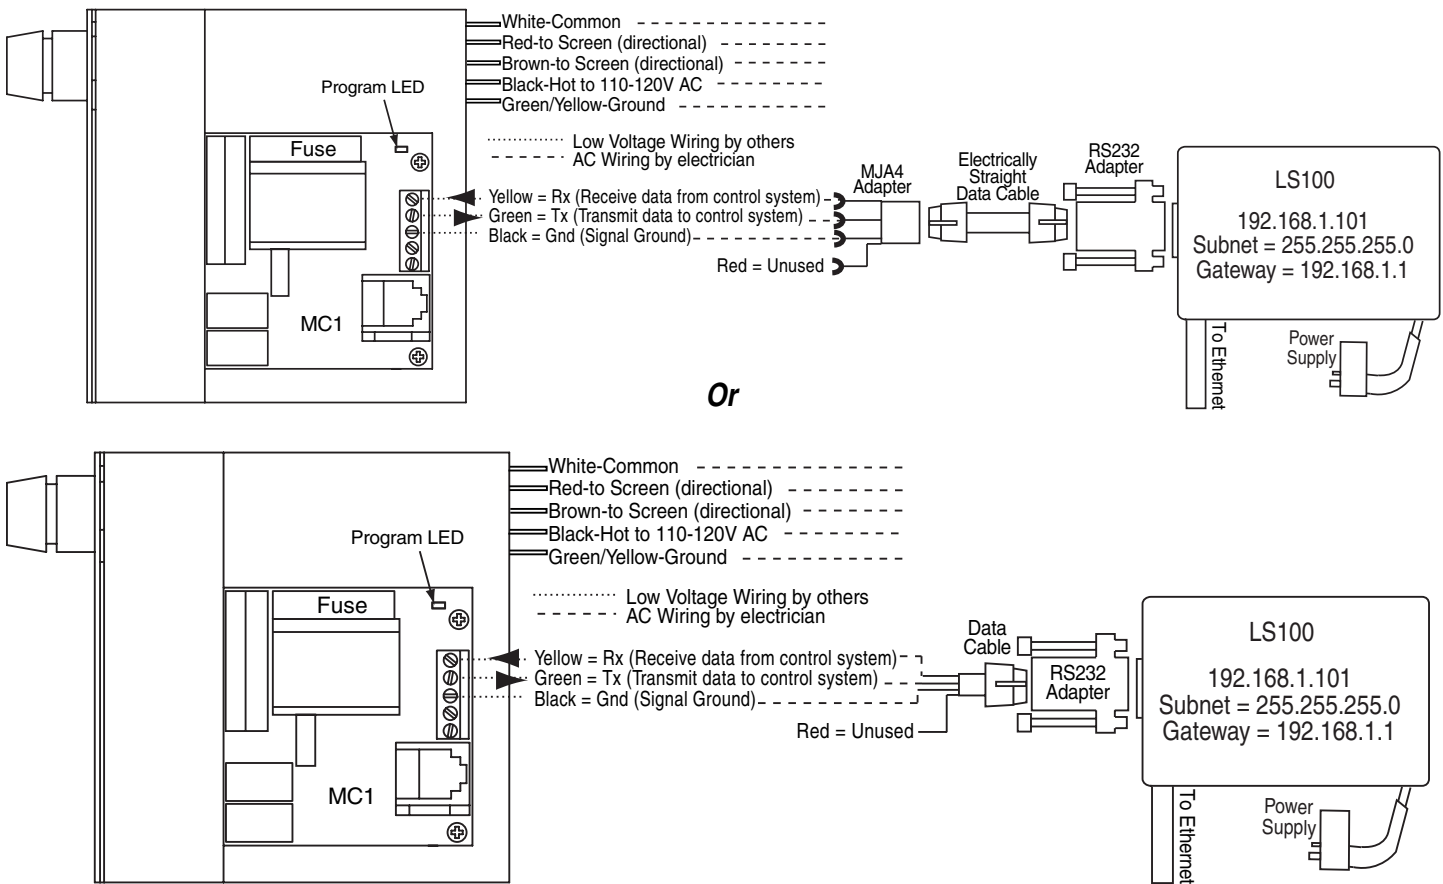 White-Common
Red-to Screen (directional)
Brown-to Screen (directional)
Black-Hot to 110-120V AC
Green/Yellow-Ground
Program LED
Fuse
Low Voltage Wiring by others
AC Wiring by electrician
Yellow = Rx (Receive data from control system)
Green = Tx (Transmit data to control system)
Black = Gnd (Signal Ground)
Red = Unused
MC1
MJA4
Adapter
Electrically
Straight
Data Cable
RS232
Adapter
LS100
192.168.1.101
Subnet = 255.255.255.0
Gateway = 192.168.1.1
To Ethernet
Power
Supply
Or
White-Common
Red-to Screen (directional)
Brown-to Screen (directional)
Black-Hot to 110-120V AC
Green/Yellow-Ground
Program LED
Fuse
Low Voltage Wiring by others
AC Wiring by electrician
Yellow = Rx (Receive data from control system)
Green = Tx (Transmit data to control system)
Black = Gnd (Signal Ground)
Red = Unused
MC1
Data
Cable
RS232
Adapter
LS100
192.168.1.101
Subnet = 255.255.255.0
Gateway = 192.168.1.1
To Ethernet
Power
Supply